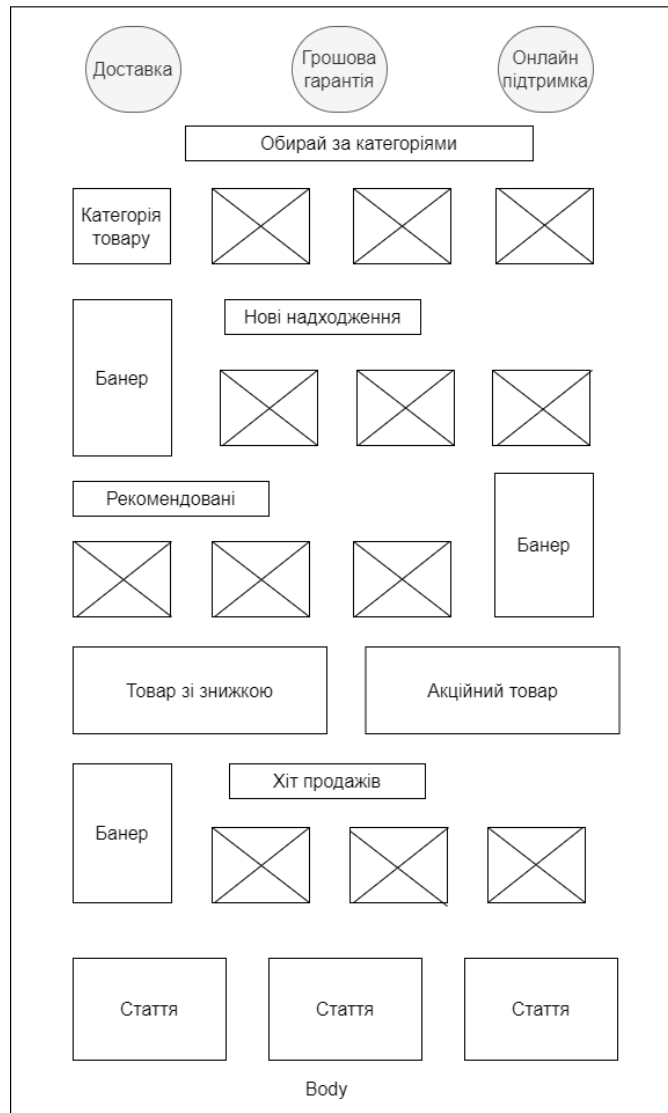 Доставка
Грошова
гарантія
Онлайн
підтримка
Обирай за категоріями
Категорія
товару
Банер
Нові надходження
Рекомендовані
Банер
Товар зі знижкою
Акційний товар
Банер
Хіт продажів
Стаття
Стаття
Стаття
Body